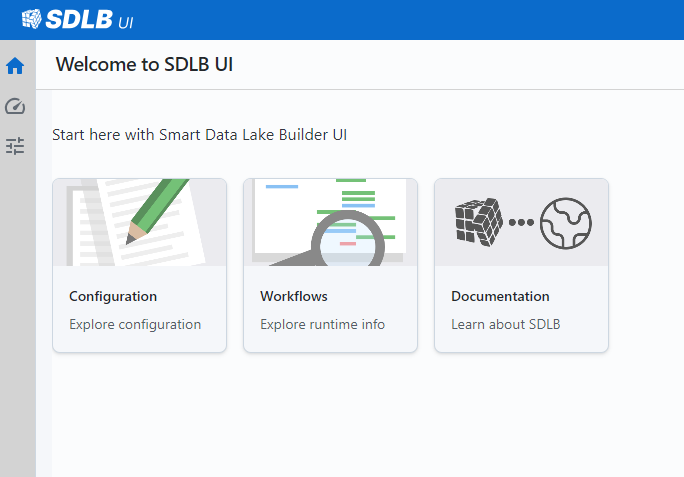 SDLB UI
Welcome to SDLB UI
Start here with Smart Data Lake Builder UI
Configuration
Explore configuration
Workflows
Explore runtime info
Documentation
Learn about SDLB